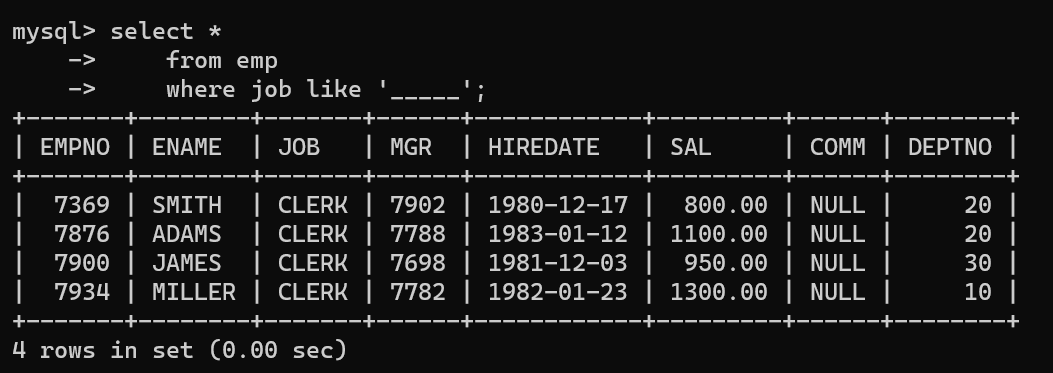 mysql> select *
    ->     from emp
    ->     where job like '_____';
+-------+--------+-------+------+------------+---------+------+--------+
| EMPNO | ENAME  | JOB   | MGR  | HIREDATE   | SAL     | COMM | DEPTNO |
+-------+--------+-------+------+------------+---------+------+--------+
|  7369 | SMITH  | CLERK | 7902 | 1980-12-17 |  800.00 | NULL |     20 |
|  7876 | ADAMS  | CLERK | 7788 | 1983-01-12 | 1100.00 | NULL |     20 |
|  7900 | JAMES  | CLERK | 7698 | 1981-12-03 |  950.00 | NULL |     30 |
|  7934 | MILLER | CLERK | 7782 | 1982-01-23 | 1300.00 | NULL |     10 |
+-------+--------+-------+------+------------+---------+------+--------+
4 rows in set (0.00 sec)